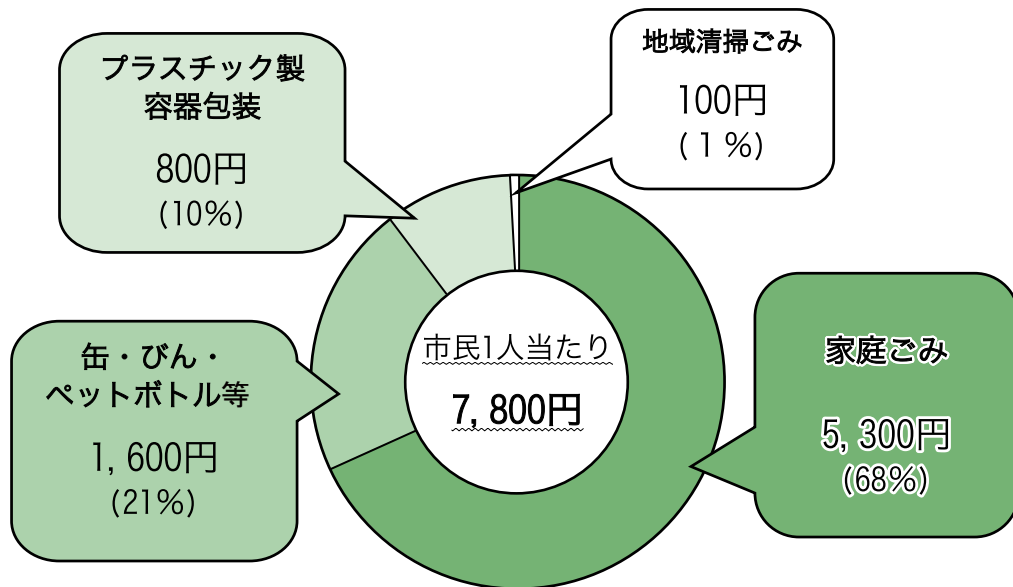 地域清掃ごみ
100円
( 1 %)
プラスチック製
容器包装
800円
(10%)
市民1人当たり
7, 800円
缶・びん・
ペットボトル等
1, 600円
(21%)
家庭ごみ
5, 300円
(68%)